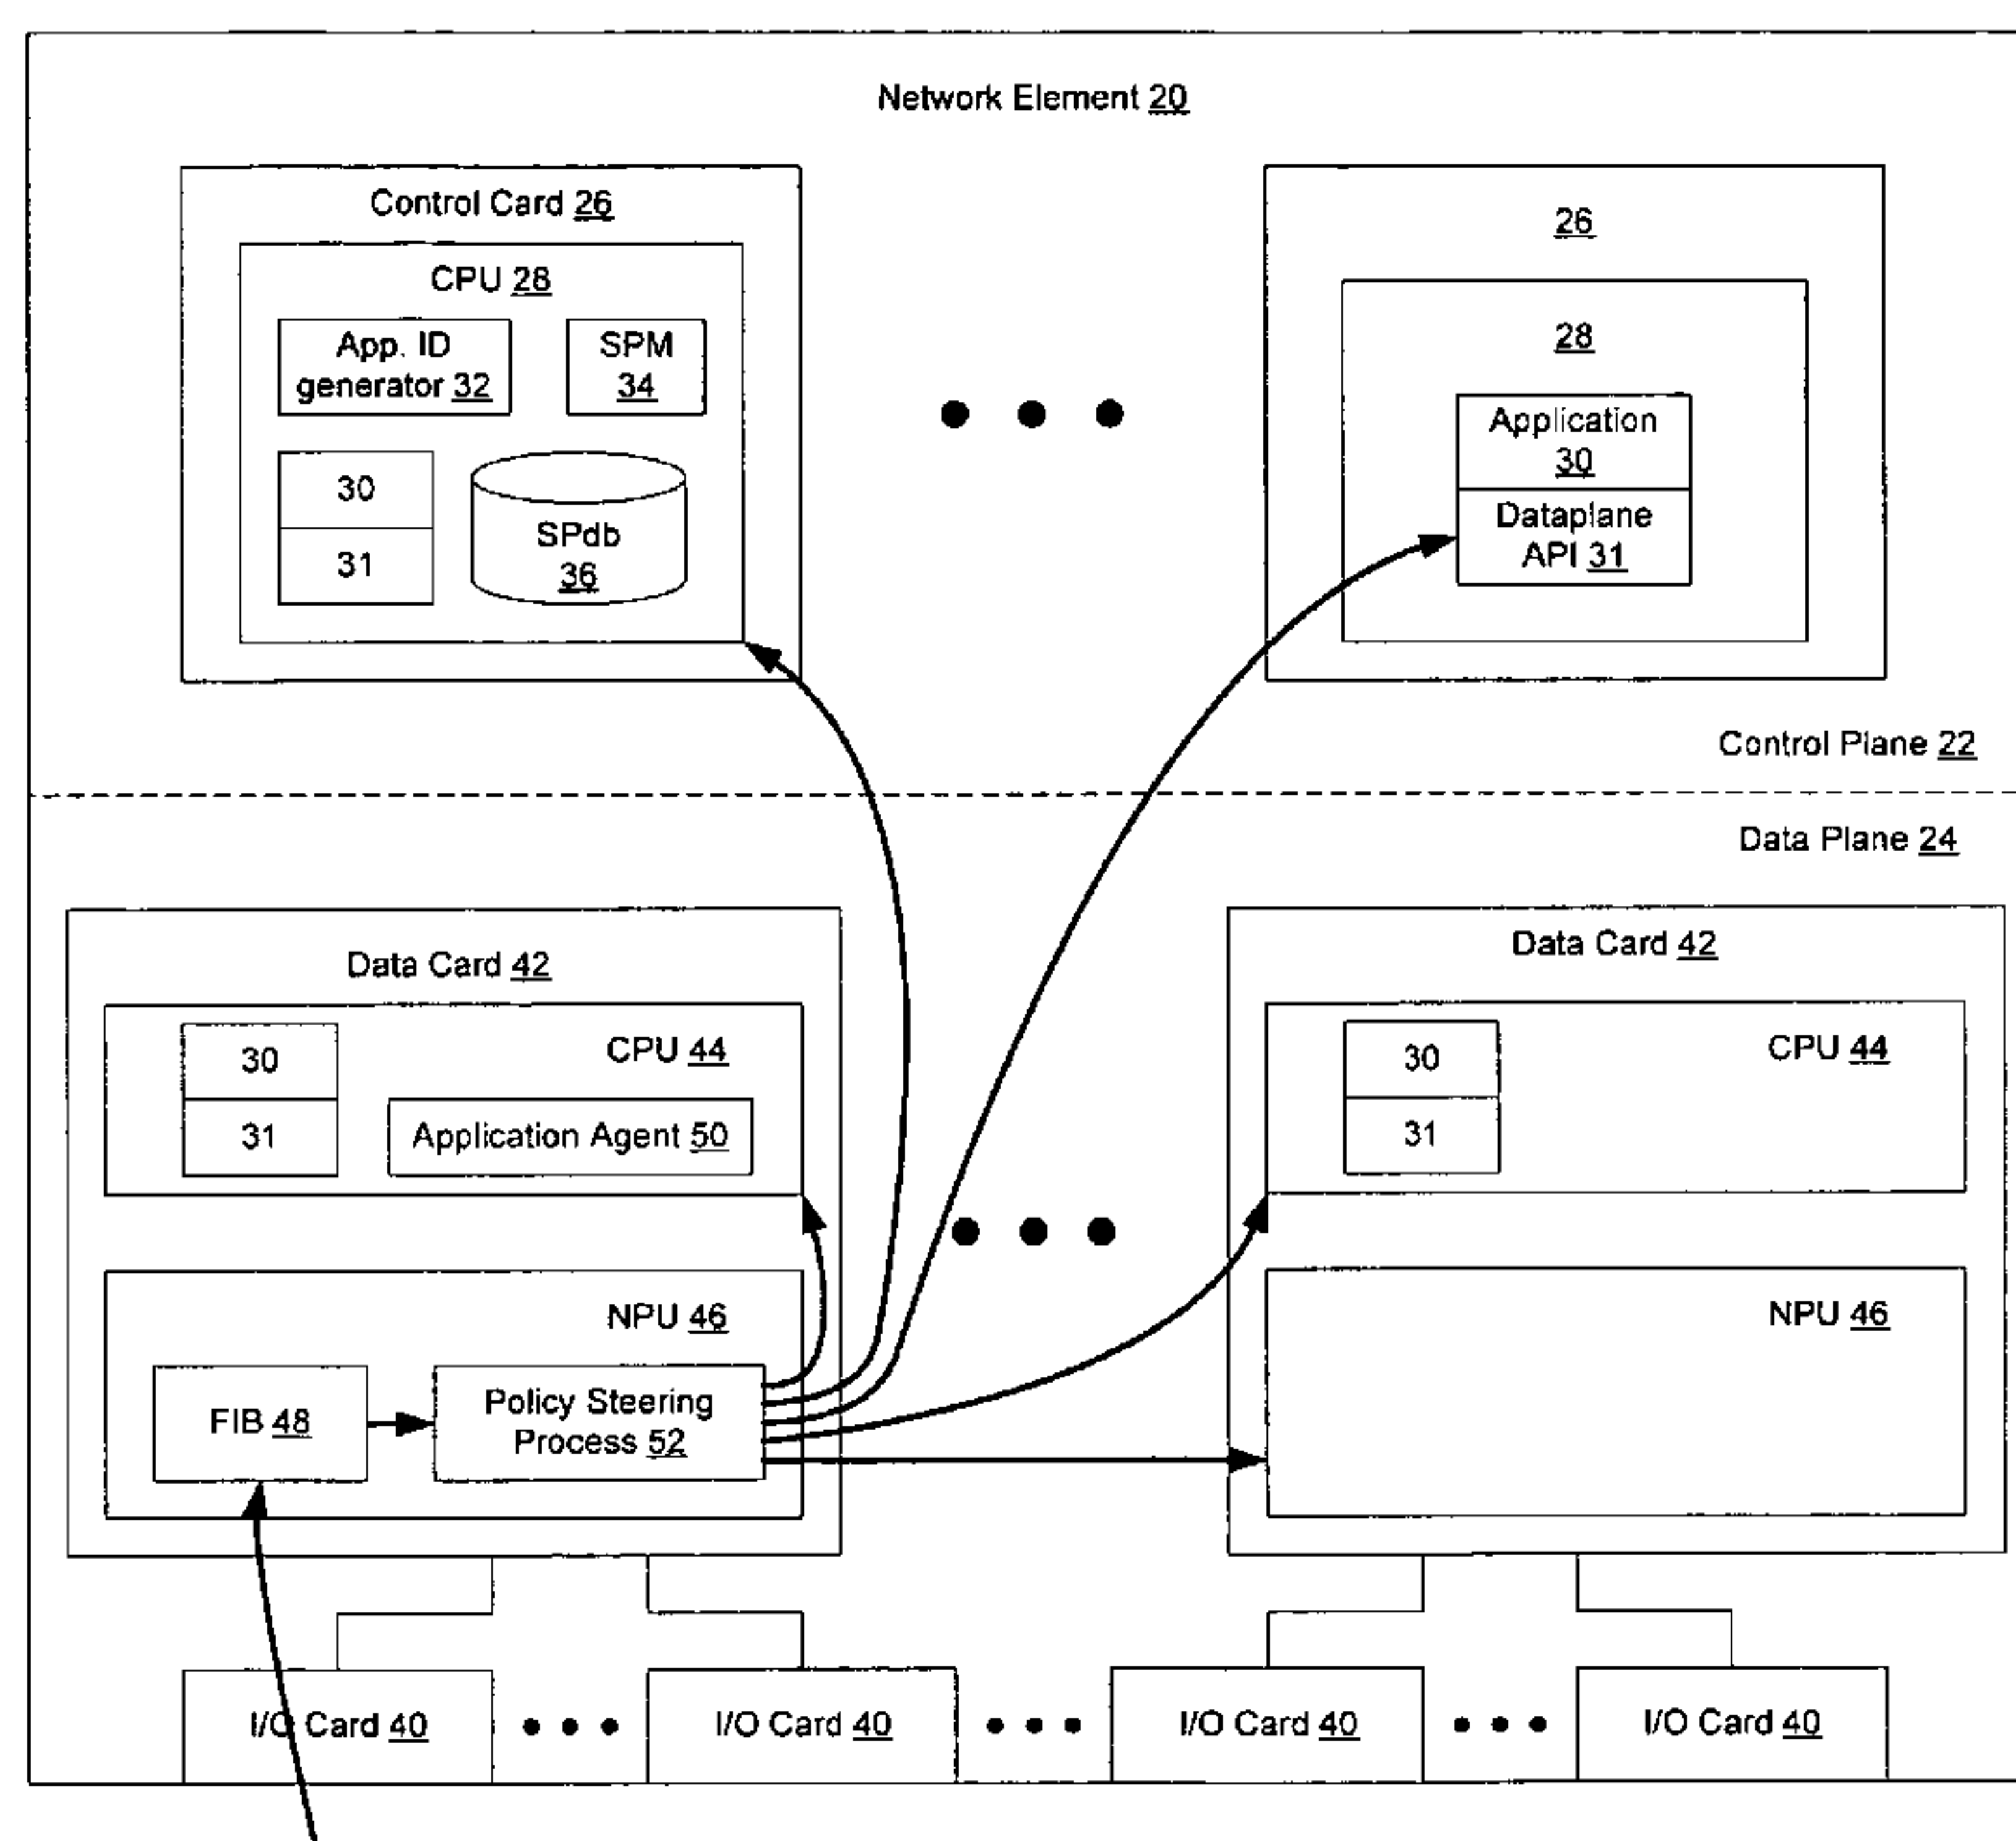 Network Element 20
Control Card 26
CPU 28
App. ID
generator 32
SPM
34
30
31
SPdb
36
26
28
Application
30
Dataplane
API 31
Control Plane 22
Data Plane 24
Data Card 42
30
31
CPU 44
Application Agent 50
NPU 46
FIB 48
Policy Steering
Process 52
Data Card 42
30
31
CPU 44
NPU 46
I/O Card 40
I/O Card 40
I/O Card 40
I/O Card 40